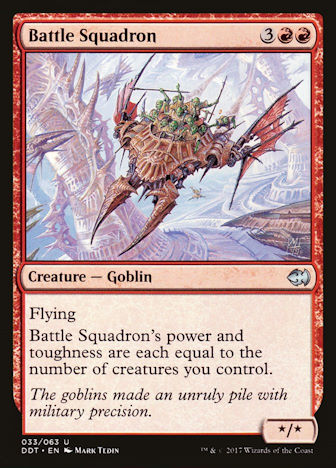 Battle Squadron 3
Creature — Goblin
Flying
Battle Squadron's power and
toughness are each equal to the
number of creatures you control.
The goblins made an unruly pile with
military precision.
*/*
033/063 U
DDT • EN Mark Tedin
™ & © 2017 Wizards of the Coast